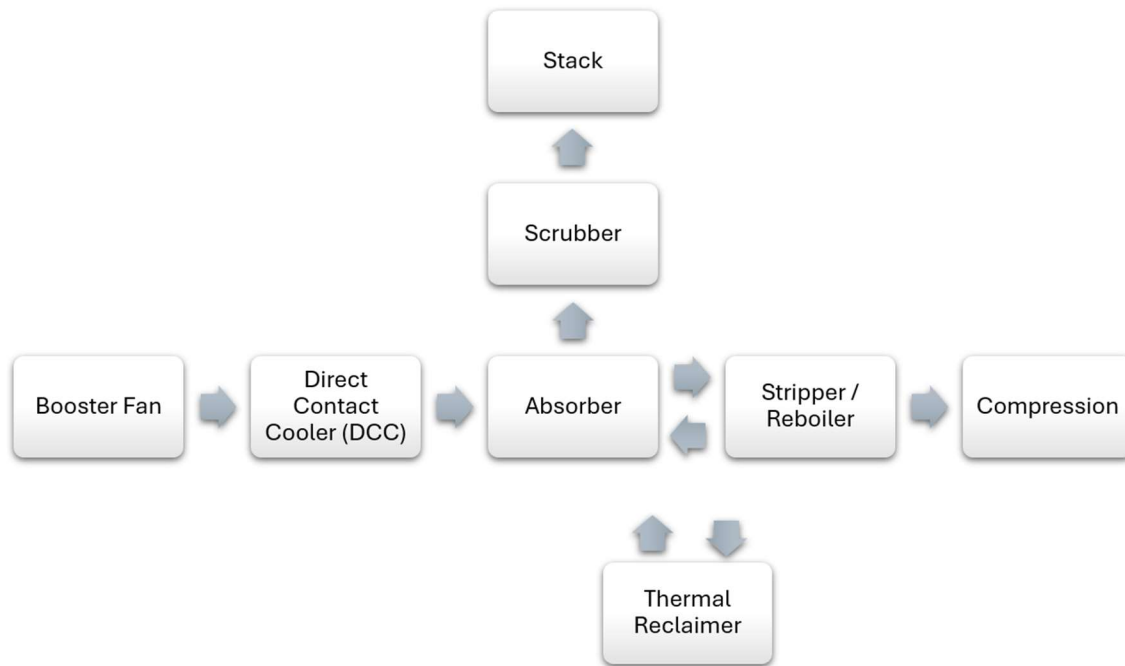 Stack
Scrubber
Booster Fan
Direct
Contact
Cooler (DCC)
Absorber
Stripper /
Reboiler
Compression
Thermal
Reclaimer